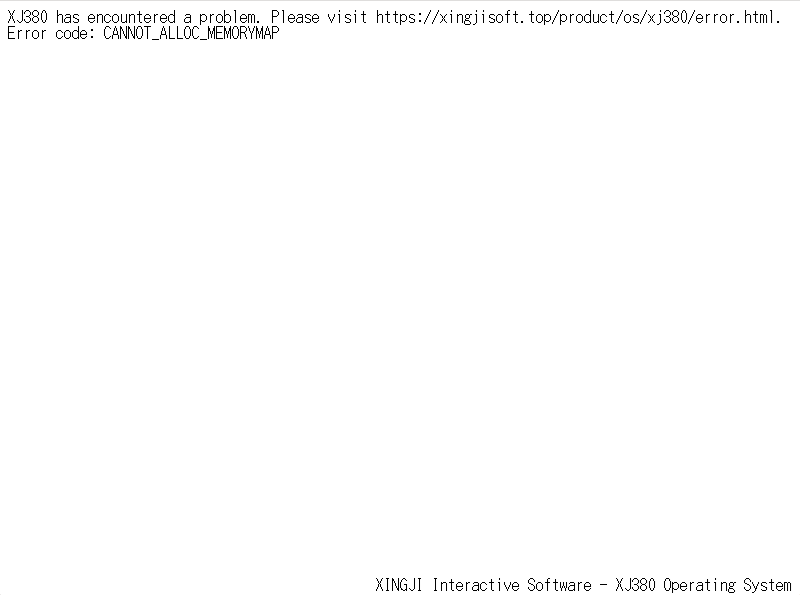 XJ380 has encountered a problem. Please visit https://xingjisoft.top/product/os/xj380/error.html.
Error code: CANNOT_ALLOC_MEMORYMAP
XINGJI Interactive Software - XJ380 Operating System